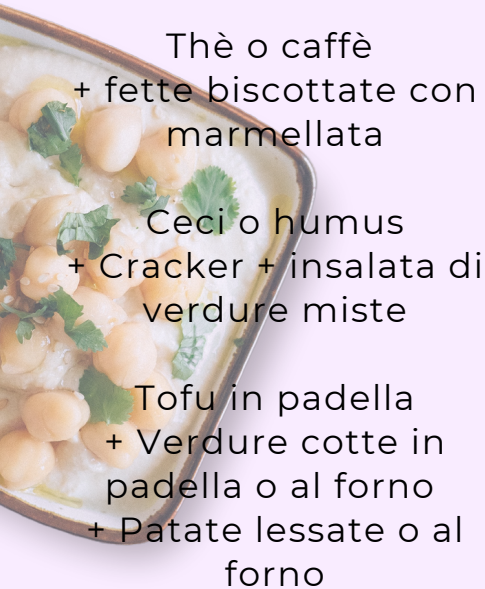 Thè o caffè
+ fette biscottate con
marmellata
Ceci o humus
+ Cracker + insalata di
verdure miste
Tofu in padella
+ Verdure cotte in
padella o al forno
+ Patate lessate o al
forno